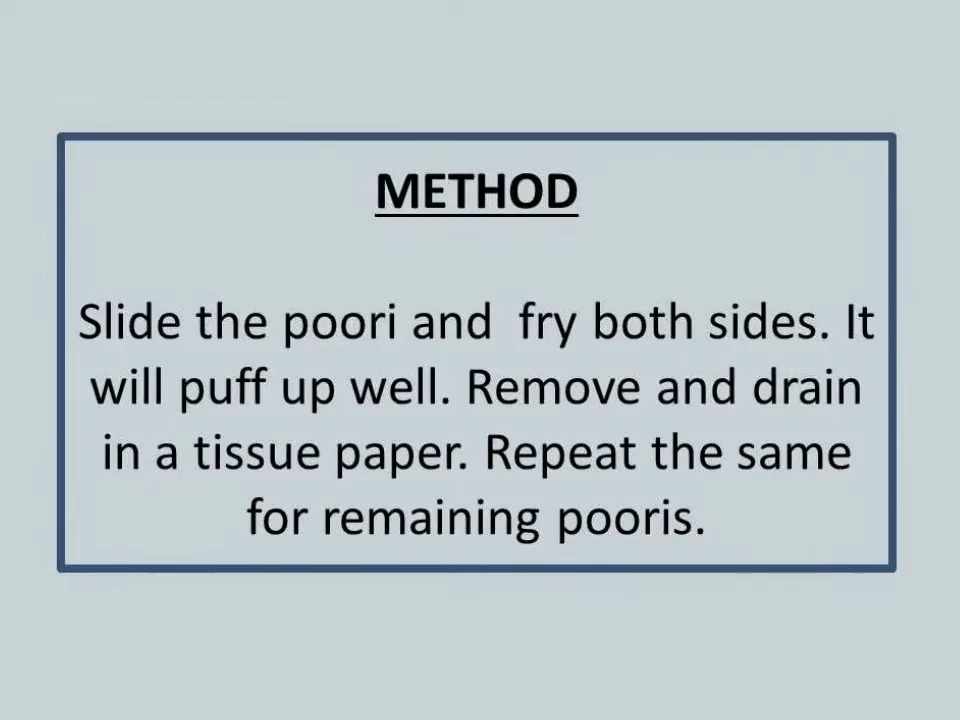 METHOD
Slide the poori and  fry both sides. It
will puff up well. Remove and drain
in a tissue paper. Repeat the same
for remaining pooris.